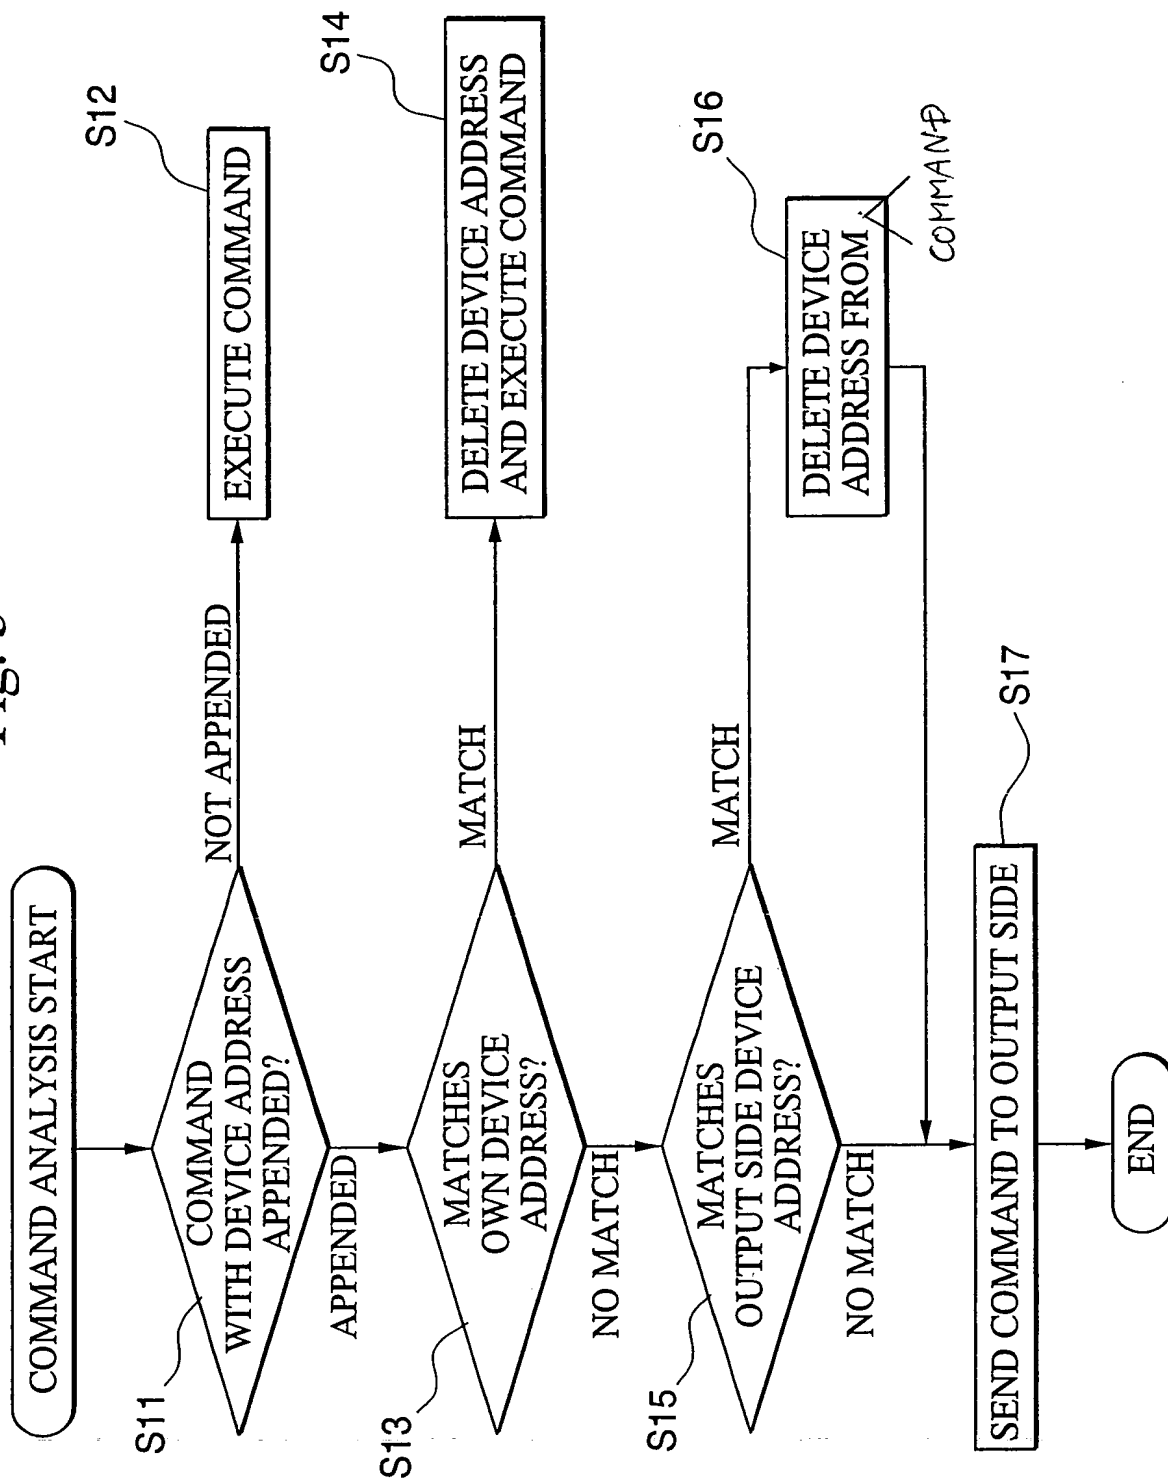 COMMAND ANALYSIS START
S11
COMMAND
WITH DEVICE ADDRESS
APPENDED?
NOT APPENDED
S12
EXECUTE COMMAND
APPENDED
S13
MATCHES
OWN DEVICE
ADDRESS?
MATCH
S14
DELETE DEVICE ADDRESS
AND EXECUTE COMMAND
NO MATCH
S15
MATCHES
OUTPUT SIDE DEVICE
ADDRESS?
MATCH
S16
DELETE DEVICE
ADDRESS FROM
COMMAND
NO MATCH
S17
SEND COMMAND TO OUTPUT SIDE
END